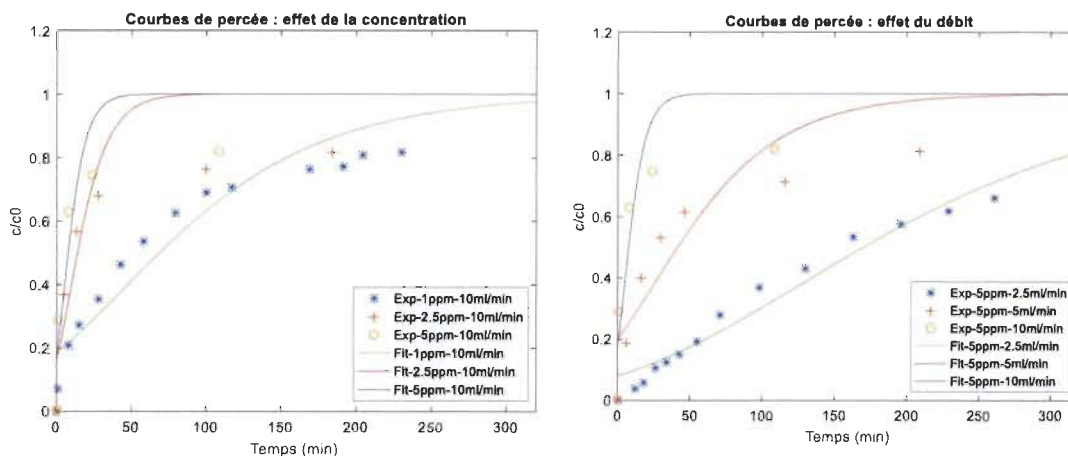 Courbes de percée : effet de la concentration
1.2
1
0.8
0.6
0.4
0.2
0
c/c0
0 50 100 150 200 250 300
Temps (min)
Exp-1ppm-10ml/min
Exp-2.5ppm-10ml/min
Exp-5ppm-10ml/min
Fit-1ppm-10ml/min
Fit-2.5ppm-10ml/min
Fit-5ppm-10ml/min
Courbes de percée : effet du débit
1.2
1
0.8
0.6
0.4
0.2
0
c/c0
0 50 100 150 200 250 300
Temps (min)
Exp-5ppm-2.5ml/min
Exp-5ppm-5ml/min
Exp-5ppm-10ml/min
Fit-5ppm-2.5ml/min
Fit-5ppm-5ml/min
Fit-5ppm-10ml/min